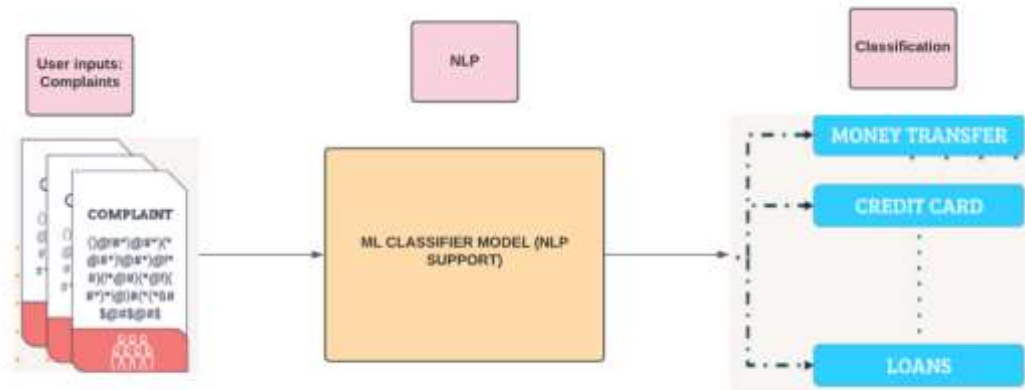 User inputs:
Complaints
NLP
Classification
COMPLAINT
ML CLASSIFIER MODEL (NLP
SUPPORT)
MONEY TRANSFER
CREDIT CARD
LOANS